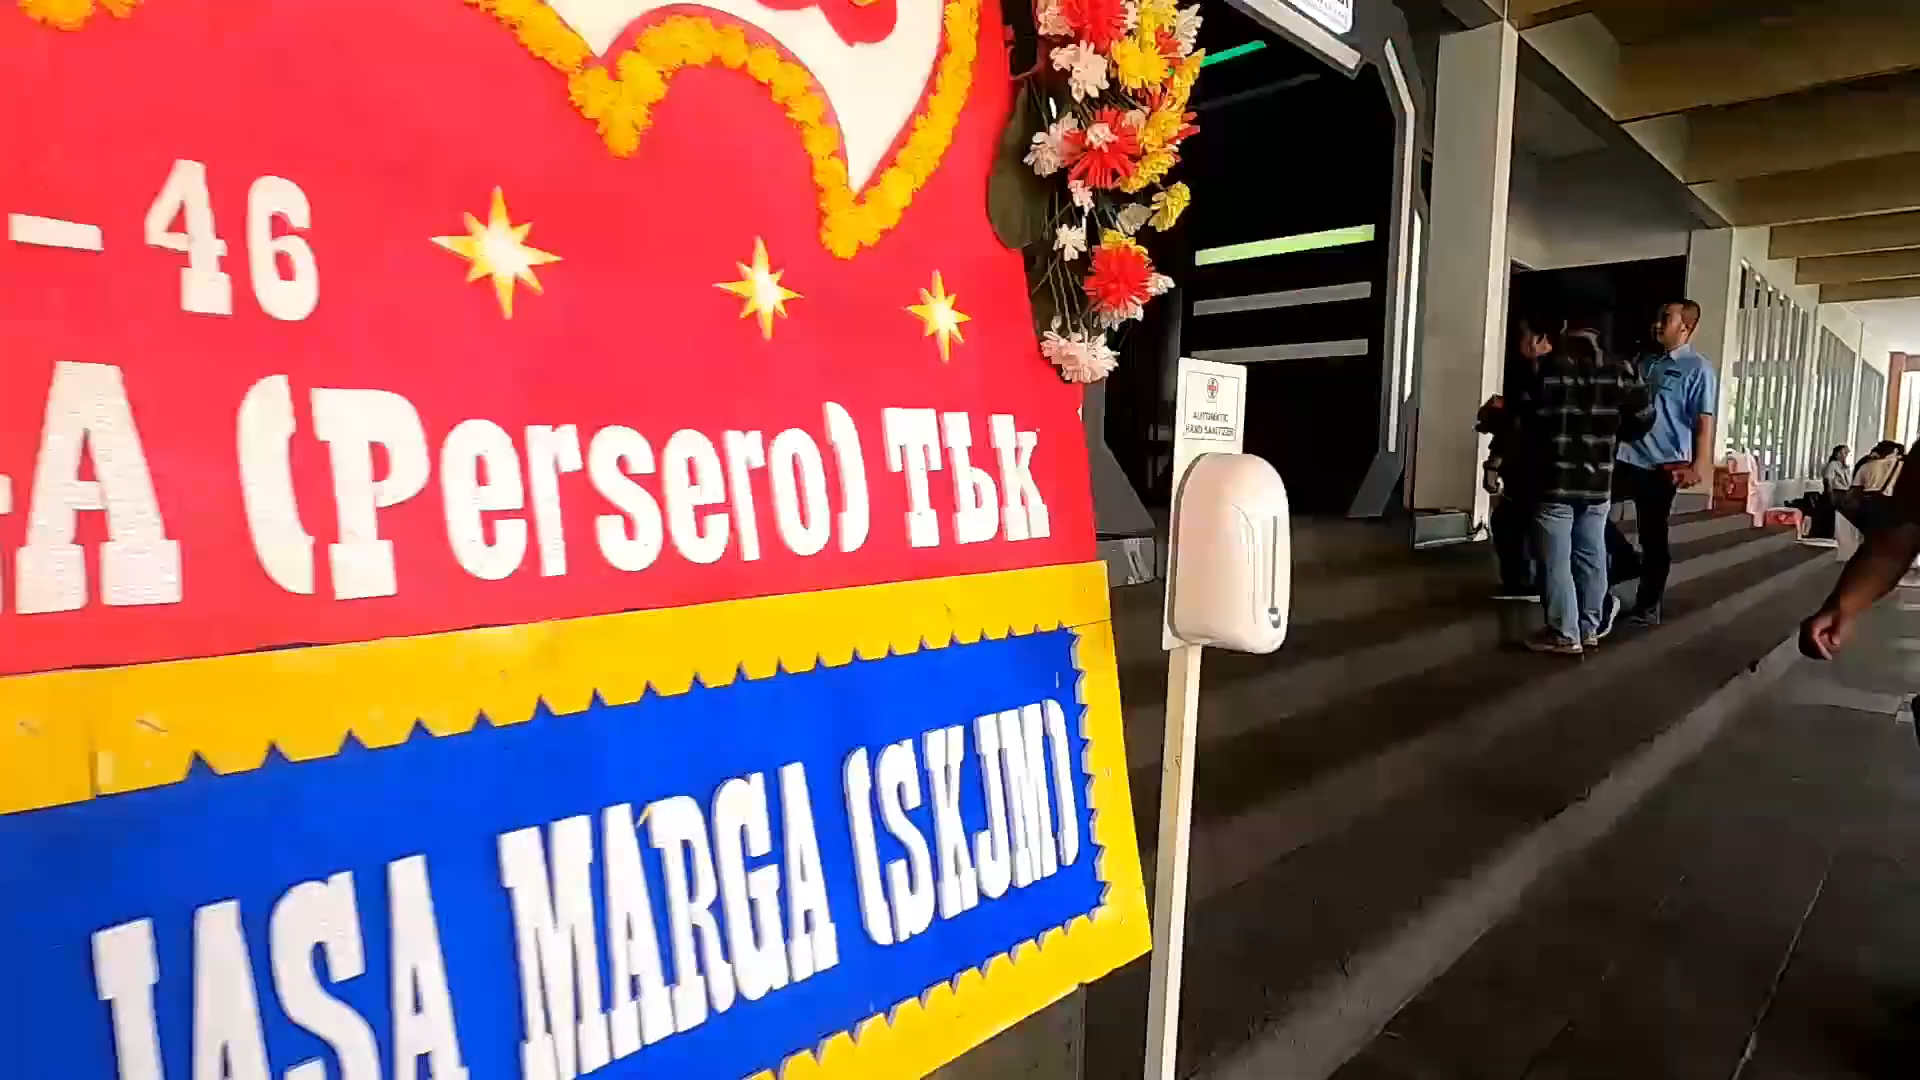 - 46
A (Persero) Tbk
JASA MARGA (SKJM)
AUTOMATIC
HAND SANITIZER